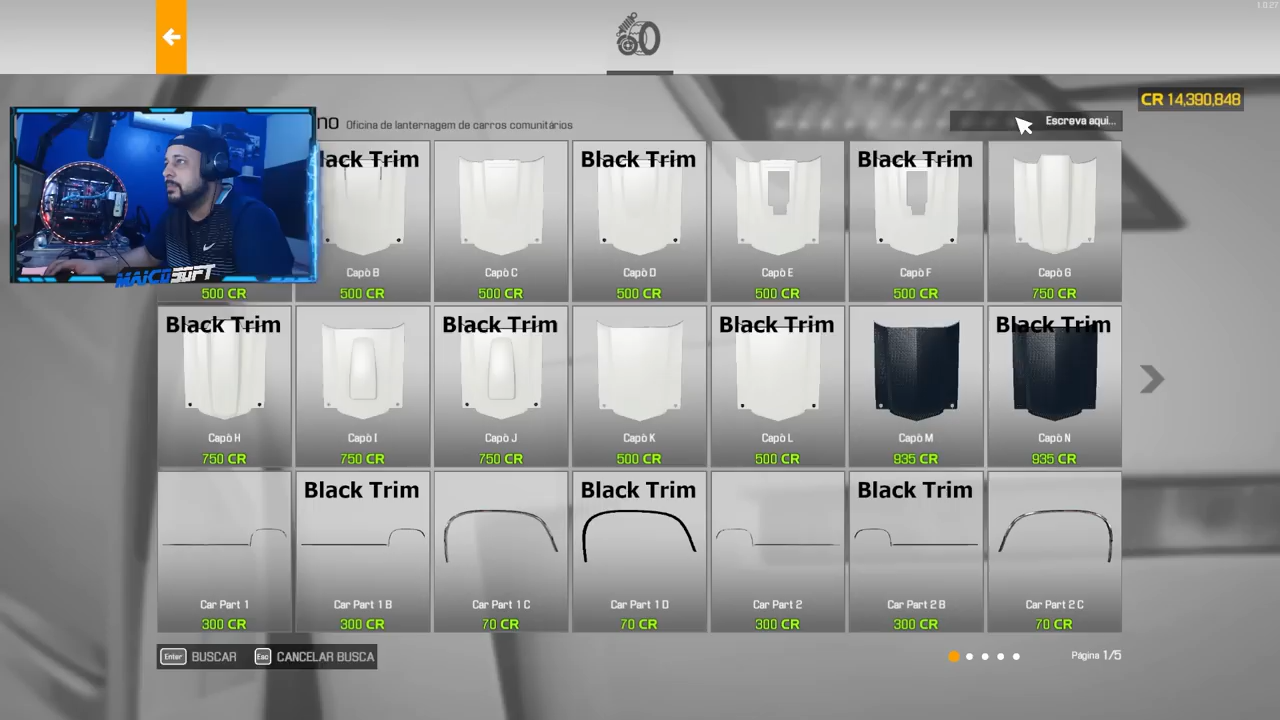 1.0.27
CR 14,390,848
no Oficina de lanternagem de carros comunitários
Escreva aqui...
MAICOSOFT
500 CR
lack Trim
Capô B
500 CR
Capô C
500 CR
Black Trim
Capô D
500 CR
Capô E
500 CR
Black Trim
Capô F
500 CR
Capô G
750 CR
Black Trim
Capô H
750 CR
Capô I
750 CR
Black Trim
Capô J
750 CR
Capô K
500 CR
Black Trim
Capô L
500 CR
Capô M
935 CR
Black Trim
Capô N
935 CR
Car Part 1
300 CR
Black Trim
Car Part 1 B
300 CR
Car Part 1 C
70 CR
Black Trim
Car Part 1 D
70 CR
Car Part 2
300 CR
Black Trim
Car Part 2 B
300 CR
Car Part 2 C
70 CR
Enter BUSCAR Esc CANCELAR BUSCA
Página 1/5